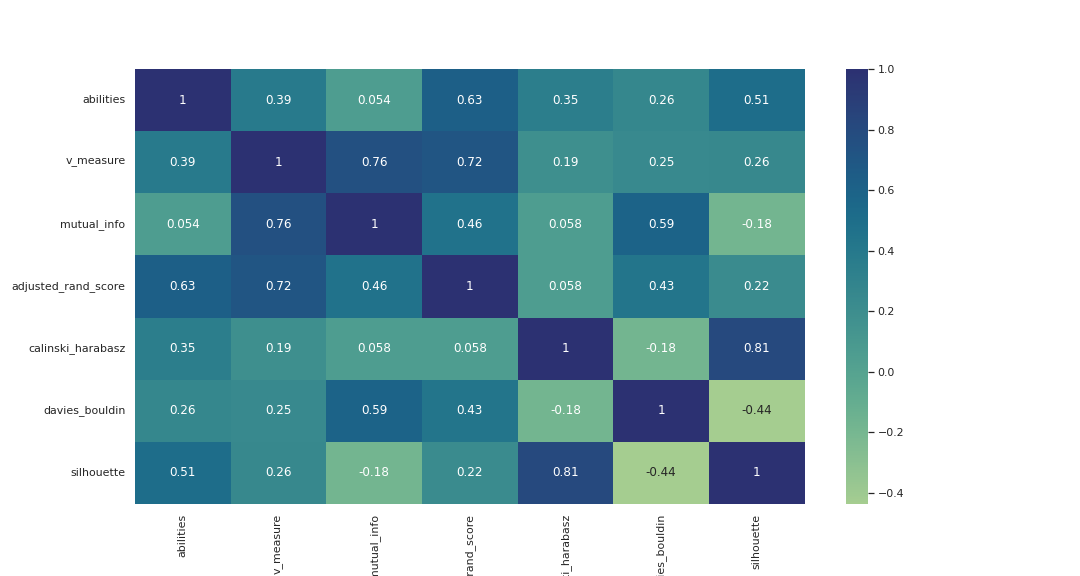 abilities 1 0.39 0.054 0.63 0.35 0.26 0.51
v_measure 0.39 1 0.76 0.72 0.19 0.25 0.26
mutual_info 0.054 0.76 1 0.46 0.058 0.59 -0.18
adjusted_rand_score 0.63 0.72 0.46 1 0.058 0.43 0.22
calinski_harabasz 0.35 0.19 0.058 0.058 1 -0.18 0.81
davies_bouldin 0.26 0.25 0.59 0.43 -0.18 1 -0.44
silhouette 0.51 0.26 -0.18 0.22 0.81 -0.44 1
abilities
v_measure
mutual_info
rand_score
i_harabasz
ies_bouldin
silhouette
1.0
0.8
0.6
0.4
0.2
0.0
−0.2
−0.4